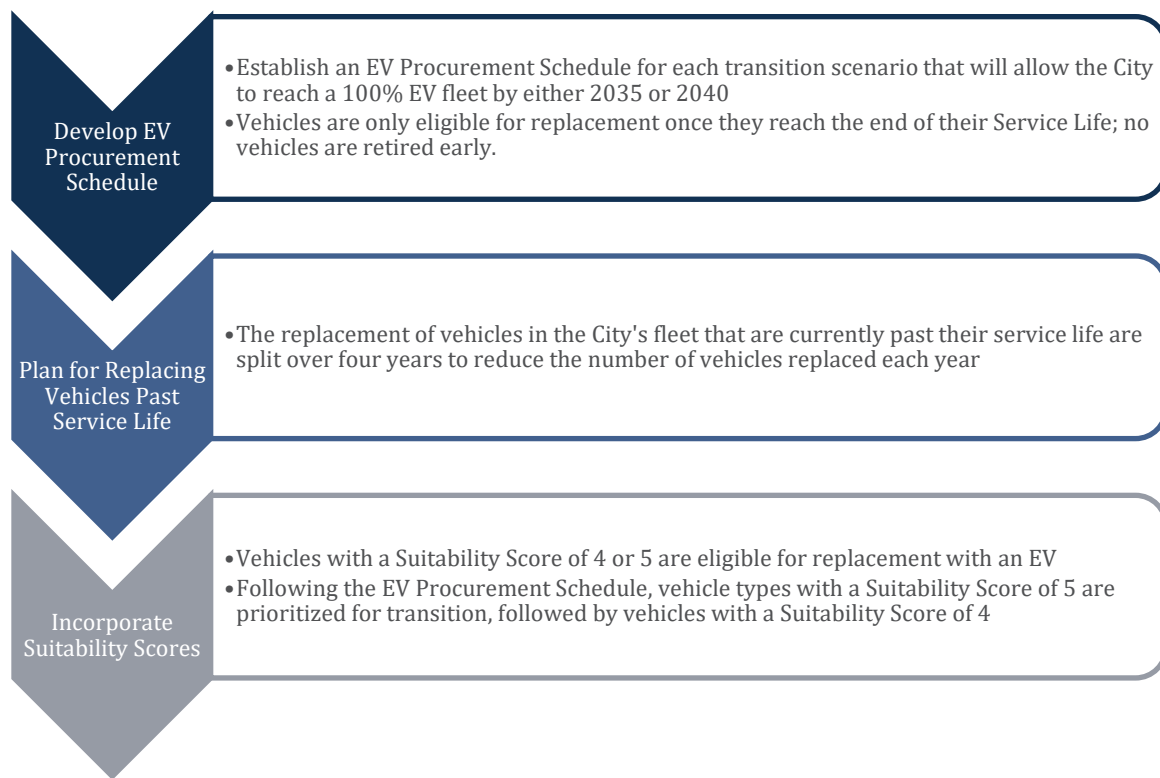 Develop EV
Procurement
Schedule
•Establish an EV Procurement Schedule for each transition scenario that will allow the City
to reach a 100% EV fleet by either 2035 or 2040
•Vehicles are only eligible for replacement once they reach the end of their Service Life; no
vehicles are retired early.
Plan for Replacing
Vehicles Past
Service Life
•The replacement of vehicles in the City's fleet that are currently past their service life are
split over four years to reduce the number of vehicles replaced each year
Incorporate
Suitability Scores
•Vehicles with a Suitability Score of 4 or 5 are eligible for replacement with an EV
•Following the EV Procurement Schedule, vehicle types with a Suitability Score of 5 are
prioritized for transition, followed by vehicles with a Suitability Score of 4